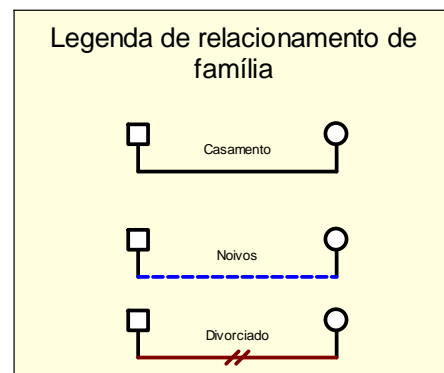 Legenda de relacionamento de
família
Casamento
Noivos
Divorciado